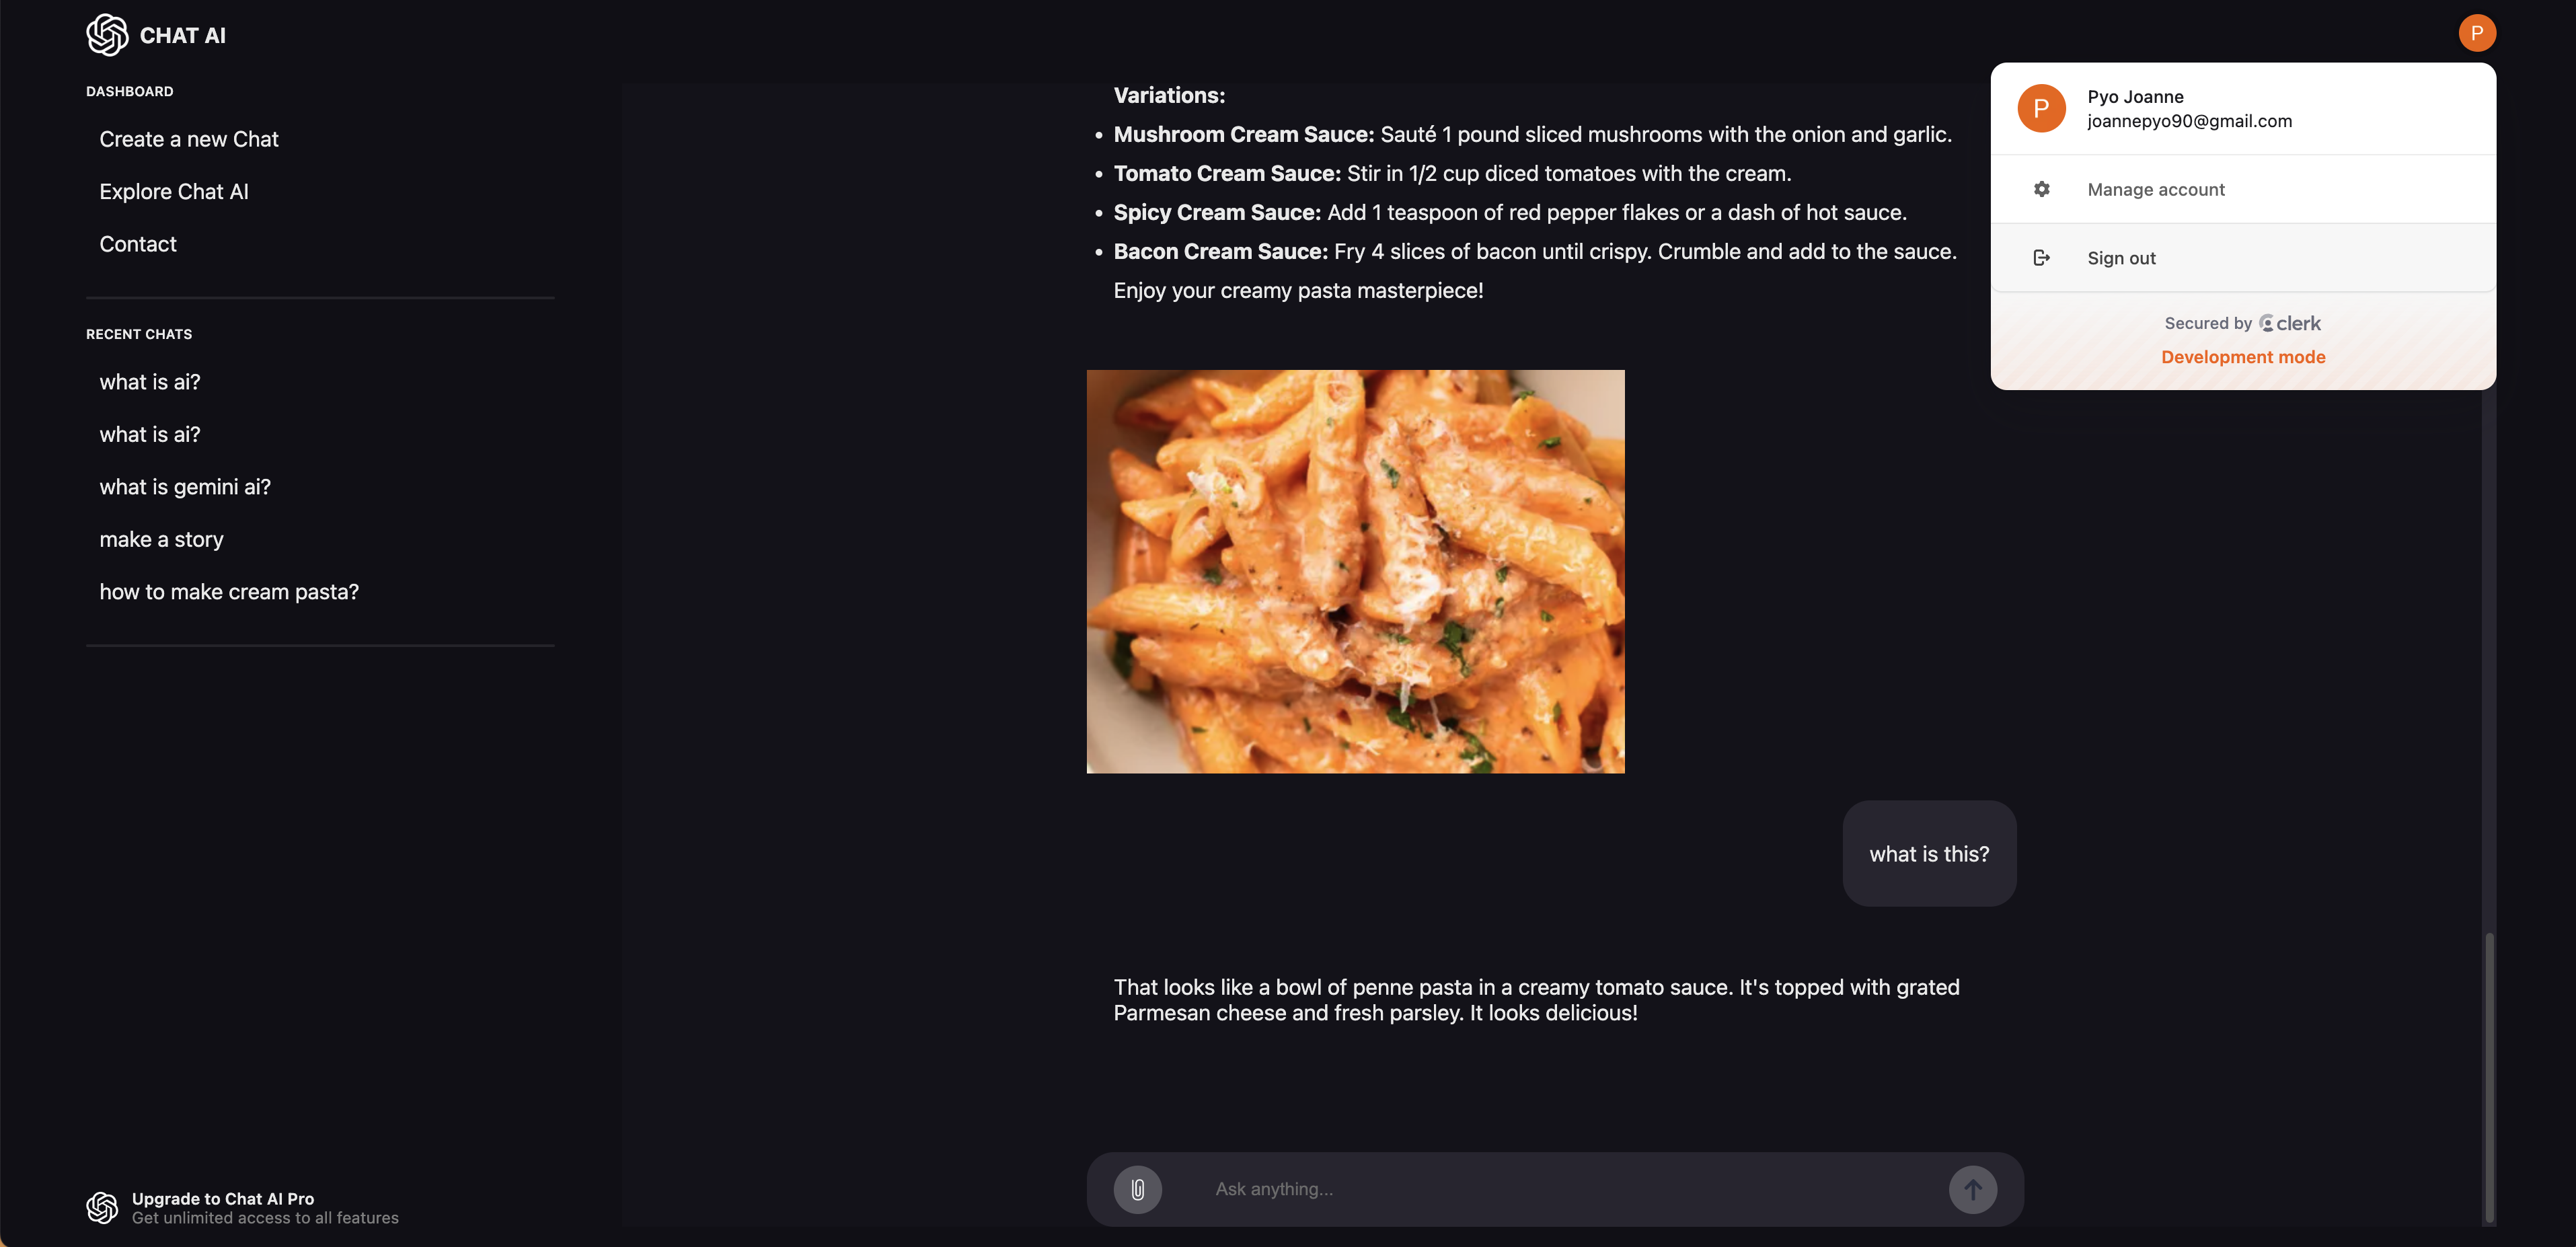 CHAT AI
P
DASHBOARD
Create a new Chat
Explore Chat AI
Contact
RECENT CHATS
what is ai?
what is ai?
what is gemini ai?
make a story
how to make cream pasta?
Upgrade to Chat AI Pro
Get unlimited access to all features
Variations:
• Mushroom Cream Sauce: Sauté 1 pound sliced mushrooms with the onion and garlic.
• Tomato Cream Sauce: Stir in 1/2 cup diced tomatoes with the cream.
• Spicy Cream Sauce: Add 1 teaspoon of red pepper flakes or a dash of hot sauce.
• Bacon Cream Sauce: Fry 4 slices of bacon until crispy. Crumble and add to the sauce.
Enjoy your creamy pasta masterpiece!
what is this?
That looks like a bowl of penne pasta in a creamy tomato sauce. It's topped with grated
Parmesan cheese and fresh parsley. It looks delicious!
Ask anything...
P
Pyo Joanne
joannepyo90@gmail.com
Manage account
Sign out
Secured by clerk
Development mode